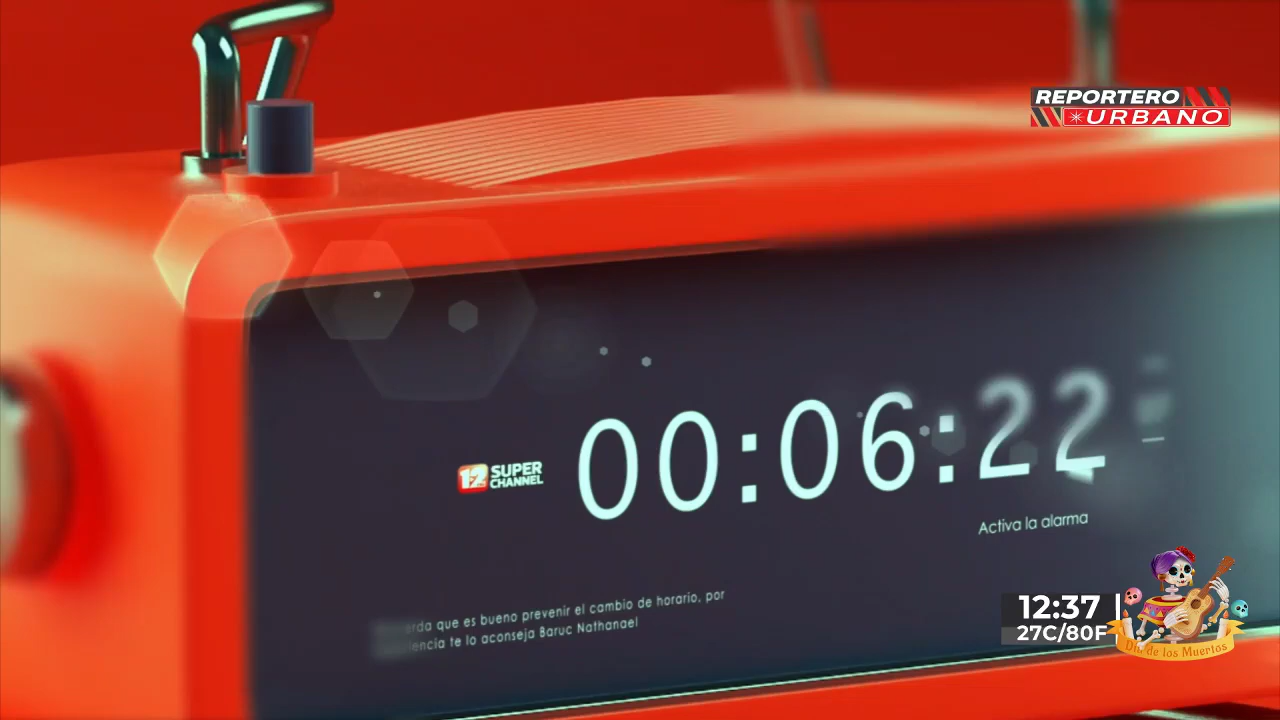 REPORTERO
URBANO
12 SUPER
CHANNEL
00:06:22
Activa la alarma
que es bueno prevenir el cambio de horario, por
te lo aconseja Baruc Nathanael
12:37
27C/80F
Día de los Muertos